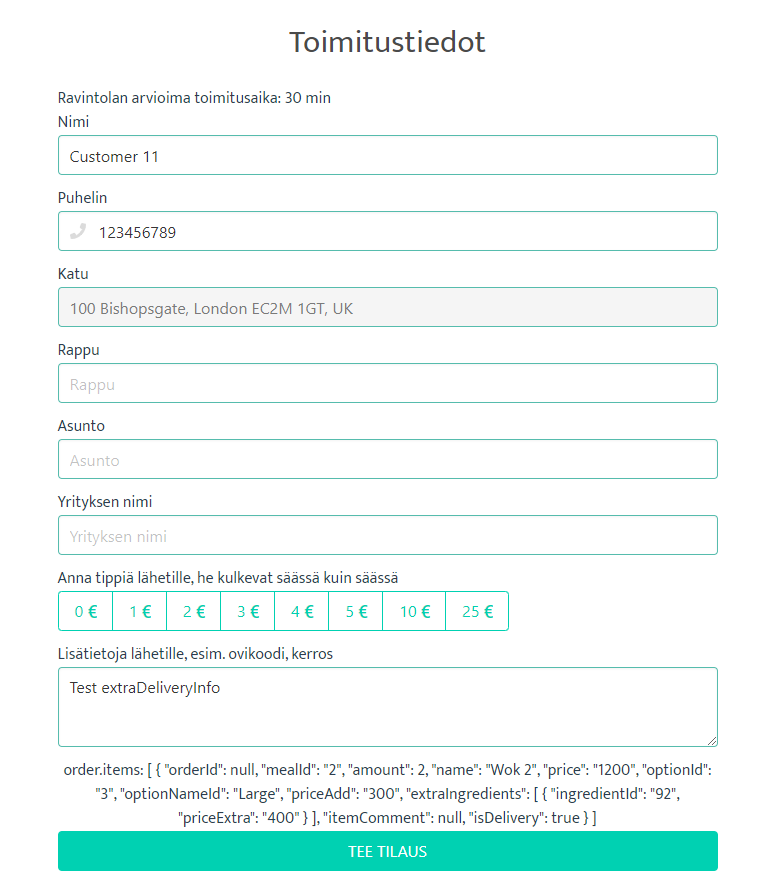 Toimitustiedot
Ravintolan arvioima toimitusaika: 30 min
Nimi
Customer 11
Puhelin
123456789
Katu
100 Bishopsgate, London EC2M 1GT, UK
Rappu
Rappu
Asunto
Asunto
Yrityksen nimi
Yrityksen nimi
Anna tippiä lähetille, he kulkevat säässä kuin säässä
0 € 1 € 2 € 3 € 4 € 5 € 10 € 25 €
Lisätietoja lähetille, esim. ovikoodi, kerros
Test extraDeliveryInfo
order.items: [ { "orderId": null, "mealId": "2", "amount": 2, "name": "Wok 2", "price": "1200", "optionId":
"3", "optionNameId": "Large", "priceAdd": "300", "extraIngredients": [ { "ingredientId": "92",
"priceExtra": "400" } ], "itemComment": null, "isDelivery": true } ]
TEE TILAUS